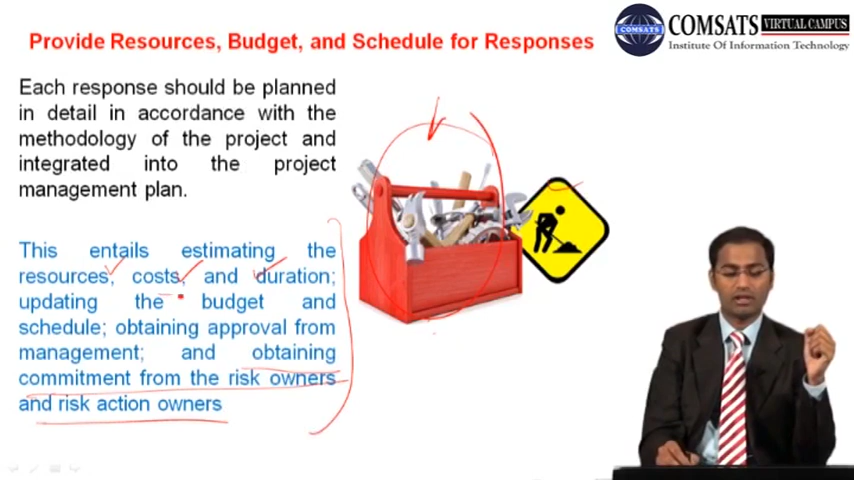 Provide Resources, Budget, and Schedule for Responses
COMSATS
COMSATS VIRTUAL CAMPUS
Institute Of Information Technology
Each response should be planned
in detail in accordance with the
methodology of the project and
integrated into the project
management plan.
This entails estimating the
resources, costs, and duration;
updating the budget and
schedule; obtaining approval from
management; and obtaining
commitment from the risk owners
and risk action owners